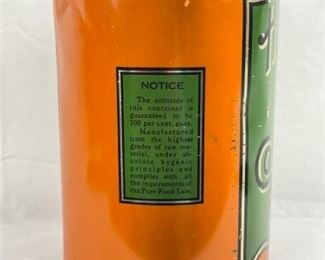 NOTICE
The contents of
this container is
guaranteed to be
100 per cent, pure.
Manufactured
from the highest
grades of raw ma-
terial, under ab-
solute hygenic
principles and
complies with all
the requirements of
the Pure Food Law.